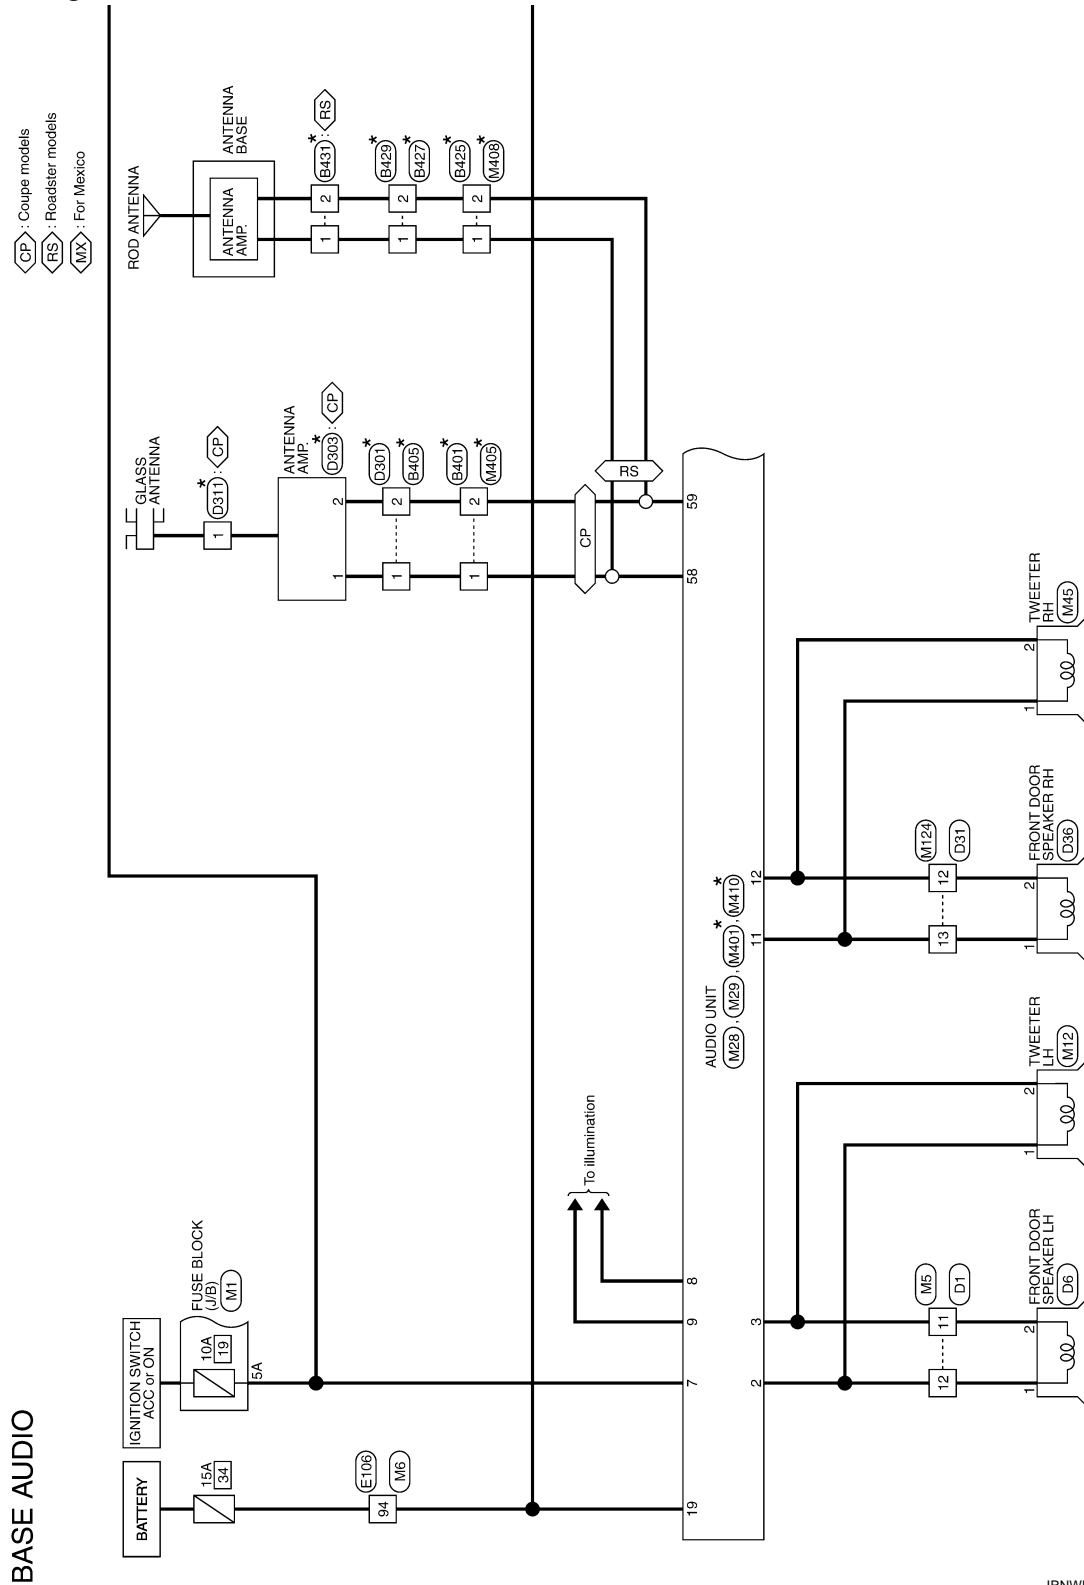 BASE AUDIO
CP : Coupe models
RS : Roadster models
MX : For Mexico
BATTERY
15A
34
E106
94
M6
19
IGNITION SWITCH
ACC or ON
FUSE BLOCK
(J/B)
M1
10A
19
5A
7
To illumination
9
8
GLASS
ANTENNA
1
D311 * : CP
ANTENNA
AMP.
D303 * : CP
1
2
D301 *
B405 *
1
2
B401 *
M405 *
1
2
CP
58
59
ROD ANTENNA
ANTENNA
BASE
ANTENNA
AMP.
B431 * : RS
1
2
B429 *
B427 *
1
2
B425 *
M408 *
1
2
RS
AUDIO UNIT
M28 , M29 , M401 * , M410 *
2
3
11
12
M5
D1
12
11
FRONT DOOR
SPEAKER LH
D6
1
2
TWEETER
LH
M12
1
2
M124
D31
13
12
FRONT DOOR
SPEAKER RH
D36
1
2
TWEETER
RH
M45
1
2